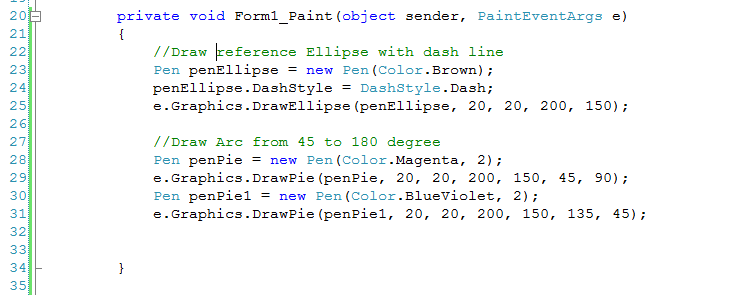 20 private void Form1_Paint(object sender, PaintEventArgs e)
21 {
22 //Draw reference Ellipse with dash line
23 Pen penEllipse = new Pen(Color.Brown);
24 penEllipse.DashStyle = DashStyle.Dash;
25 e.Graphics.DrawEllipse(penEllipse, 20, 20, 200, 150);
26
27 //Draw Arc from 45 to 180 degree
28 Pen penPie = new Pen(Color.Magenta, 2);
29 e.Graphics.DrawPie(penPie, 20, 20, 200, 150, 45, 90);
30 Pen penPie1 = new Pen(Color.BlueViolet, 2);
31 e.Graphics.DrawPie(penPie1, 20, 20, 200, 150, 135, 45);
32
33
34 }
35